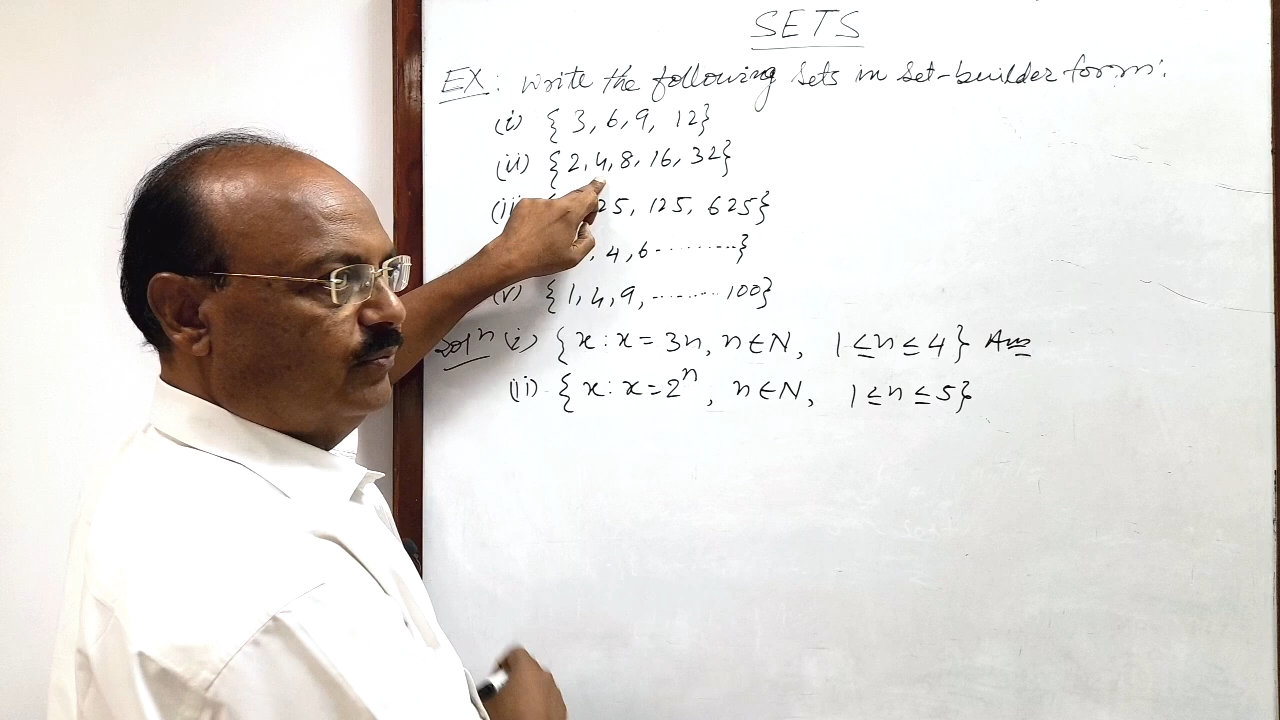 SETS
EX: Write the following sets in set-builder form:
(i) { 3, 6, 9, 12}
(ii) {2, 4, 8, 16, 32}
25, 125, 625}
, 4, 6 ----------}
(v) {1, 4, 9, ......... 100}
Solⁿ (i) { x : x = 3n, n ∈ N, 1 ≤ n ≤ 4} Ans
(ii) { x : x = 2ⁿ, n ∈ N, 1 ≤ n ≤ 5}